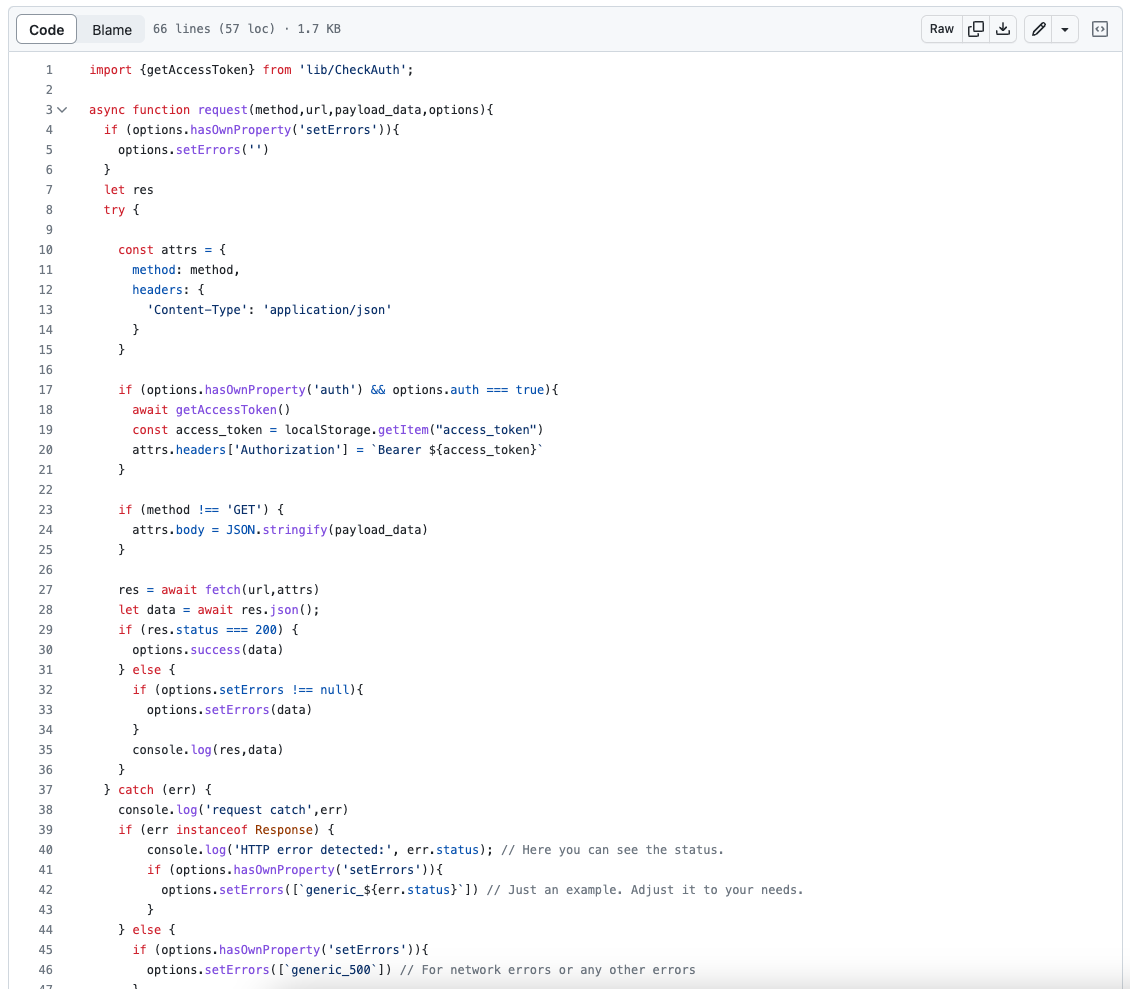 Code Blame 66 lines (57 loc) · 1.7 KB Raw
1 import {getAccessToken} from 'lib/CheckAuth';
2
3 async function request(method,url,payload_data,options){
4 if (options.hasOwnProperty('setErrors')){
5 options.setErrors('')
6 }
7 let res
8 try {
9
10 const attrs = {
11 method: method,
12 headers: {
13 'Content-Type': 'application/json'
14 }
15 }
16
17 if (options.hasOwnProperty('auth') && options.auth === true){
18 await getAccessToken()
19 const access_token = localStorage.getItem("access_token")
20 attrs.headers['Authorization'] = `Bearer ${access_token}`
21 }
22
23 if (method !== 'GET') {
24 attrs.body = JSON.stringify(payload_data)
25 }
26
27 res = await fetch(url,attrs)
28 let data = await res.json();
29 if (res.status === 200) {
30 options.success(data)
31 } else {
32 if (options.setErrors !== null){
33 options.setErrors(data)
34 }
35 console.log(res,data)
36 }
37 } catch (err) {
38 console.log('request catch',err)
39 if (err instanceof Response) {
40 console.log('HTTP error detected:', err.status); // Here you can see the status.
41 if (options.hasOwnProperty('setErrors')){
42 options.setErrors([`generic_${err.status}`]) // Just an example. Adjust it to your needs.
43 }
44 } else {
45 if (options.hasOwnProperty('setErrors')){
46 options.setErrors([`generic_500`]) // For network errors or any other errors
47 }